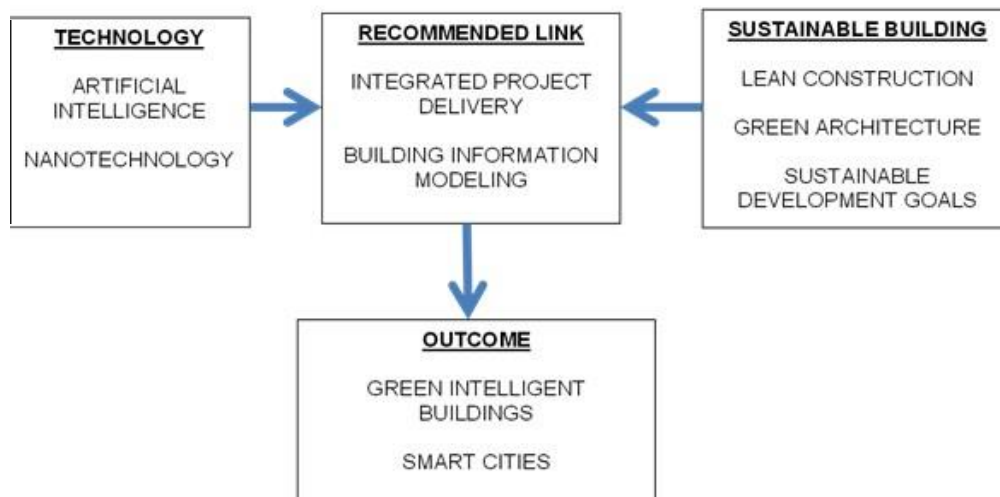 TECHNOLOGY
ARTIFICIAL
INTELLIGENCE
NANOTECHNOLOGY
RECOMMENDED LINK
INTEGRATED PROJECT
DELIVERY
BUILDING INFORMATION
MODELING
SUSTAINABLE BUILDING
LEAN CONSTRUCTION
GREEN ARCHITECTURE
SUSTAINABLE
DEVELOPMENT GOALS
OUTCOME
GREEN INTELLIGENT
BUILDINGS
SMART CITIES